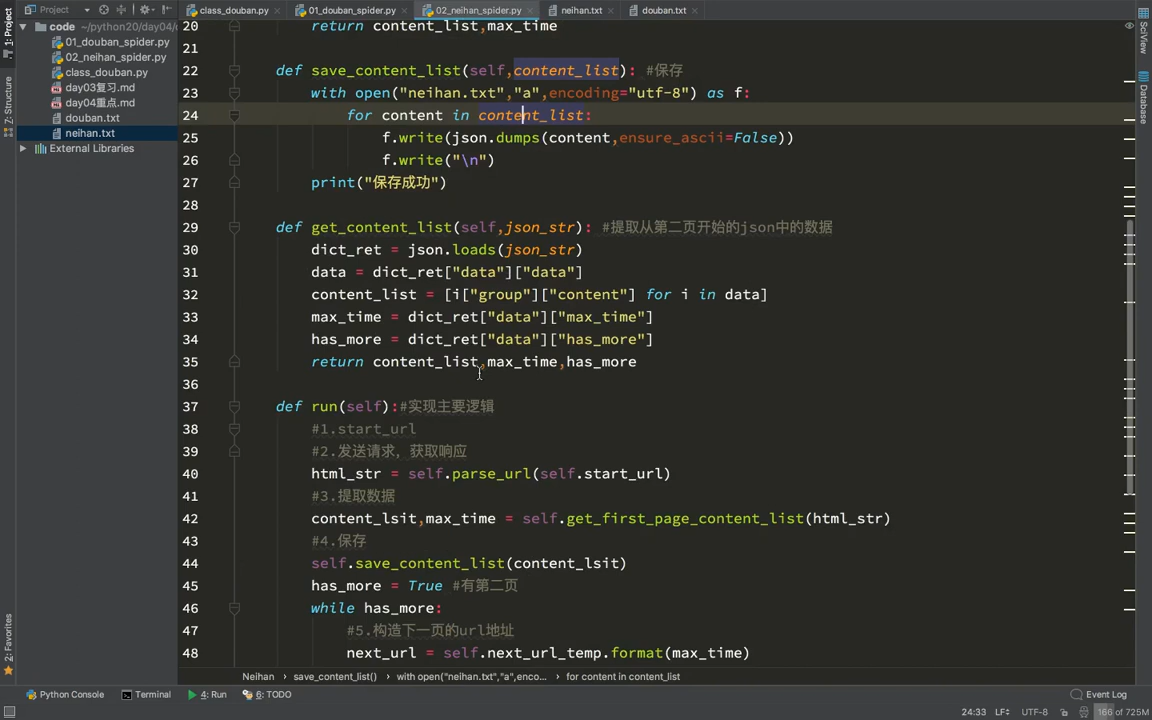 Project
class_douban.py
01_douban_spider.py
02_neihan_spider.py
neihan.txt
douban.txt
1: Project
7: Structure
2: Favorites
code ~/python20/day04/
01_douban_spider.py
02_neihan_spider.py
class_douban.py
day03复习.md
day04重点.md
douban.txt
neihan.txt
External Libraries
20 return content_list,max_time
21
22 def save_content_list(self,content_list): #保存
23 with open("neihan.txt","a",encoding="utf-8") as f:
24 for content in content_list:
25 f.write(json.dumps(content,ensure_ascii=False))
26 f.write("\n")
27 print("保存成功")
28
29 def get_content_list(self,json_str): #提取从第二页开始的json中的数据
30 dict_ret = json.loads(json_str)
31 data = dict_ret["data"]["data"]
32 content_list = [i["group"]["content"] for i in data]
33 max_time = dict_ret["data"]["max_time"]
34 has_more = dict_ret["data"]["has_more"]
35 return content_list,max_time,has_more
36
37 def run(self):#实现主要逻辑
38 #1.start_url
39 #2.发送请求，获取响应
40 html_str = self.parse_url(self.start_url)
41 #3.提取数据
42 content_lsit,max_time = self.get_first_page_content_list(html_str)
43 #4.保存
44 self.save_content_list(content_lsit)
45 has_more = True #有第二页
46 while has_more:
47 #5.构造下一页的url地址
48 next_url = self.next_url_temp.format(max_time)
SciView
Database
Neihan save_content_list() with open("neihan.txt","a",enco... for content in content_list
Python Console Terminal 4: Run 6: TODO Event Log
24:33 LF÷ UTF-8 166 of 725M